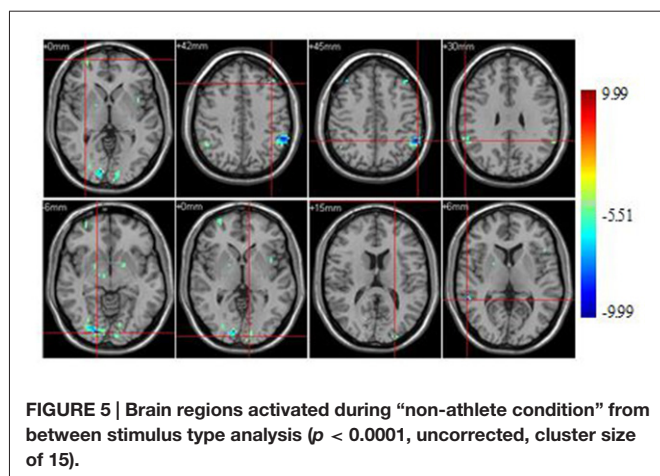 +0mm
+42mm
+45mm
+30mm
9.99
-5.51
-9.99
-6mm
+0mm
+15mm
+6mm
FIGURE 5 | Brain regions activated during “non-athlete condition” from
between stimulus type analysis (p < 0.0001, uncorrected, cluster size
of 15).